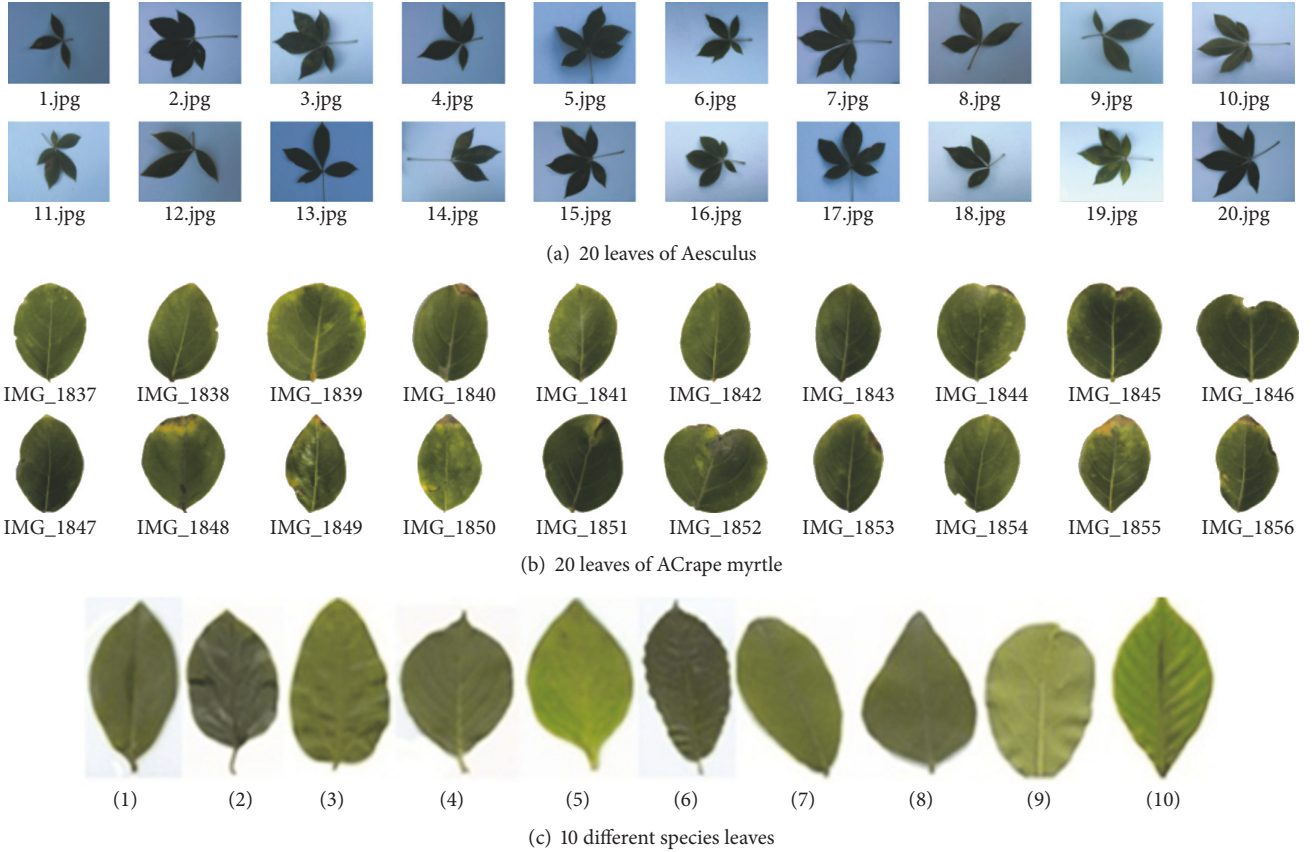 1.jpg 2.jpg 3.jpg 4.jpg 5.jpg 6.jpg 7.jpg 8.jpg 9.jpg 10.jpg
11.jpg 12.jpg 13.jpg 14.jpg 15.jpg 16.jpg 17.jpg 18.jpg 19.jpg 20.jpg
(a) 20 leaves of Aesculus
IMG_1837 IMG_1838 IMG_1839 IMG_1840 IMG_1841 IMG_1842 IMG_1843 IMG_1844 IMG_1845 IMG_1846
IMG_1847 IMG_1848 IMG_1849 IMG_1850 IMG_1851 IMG_1852 IMG_1853 IMG_1854 IMG_1855 IMG_1856
(b) 20 leaves of ACrape myrtle
(1) (2) (3) (4) (5) (6) (7) (8) (9) (10)
(c) 10 different species leaves